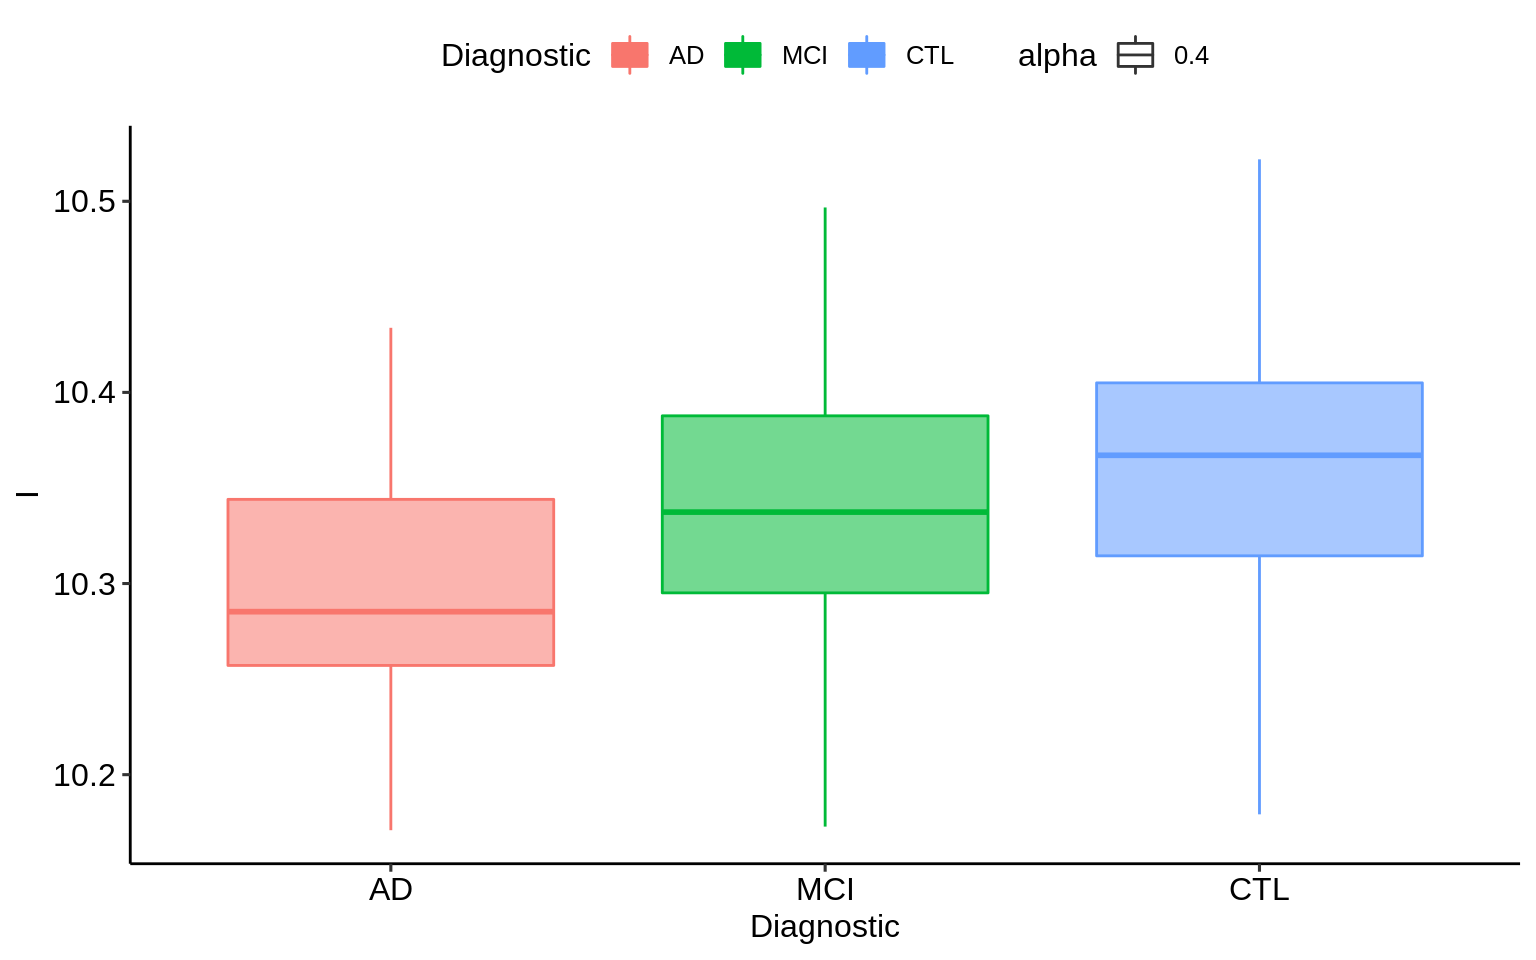 Diagnostic AD MCI CTL alpha 0.4
10.5
10.4
I
10.3
10.2
AD MCI CTL
Diagnostic